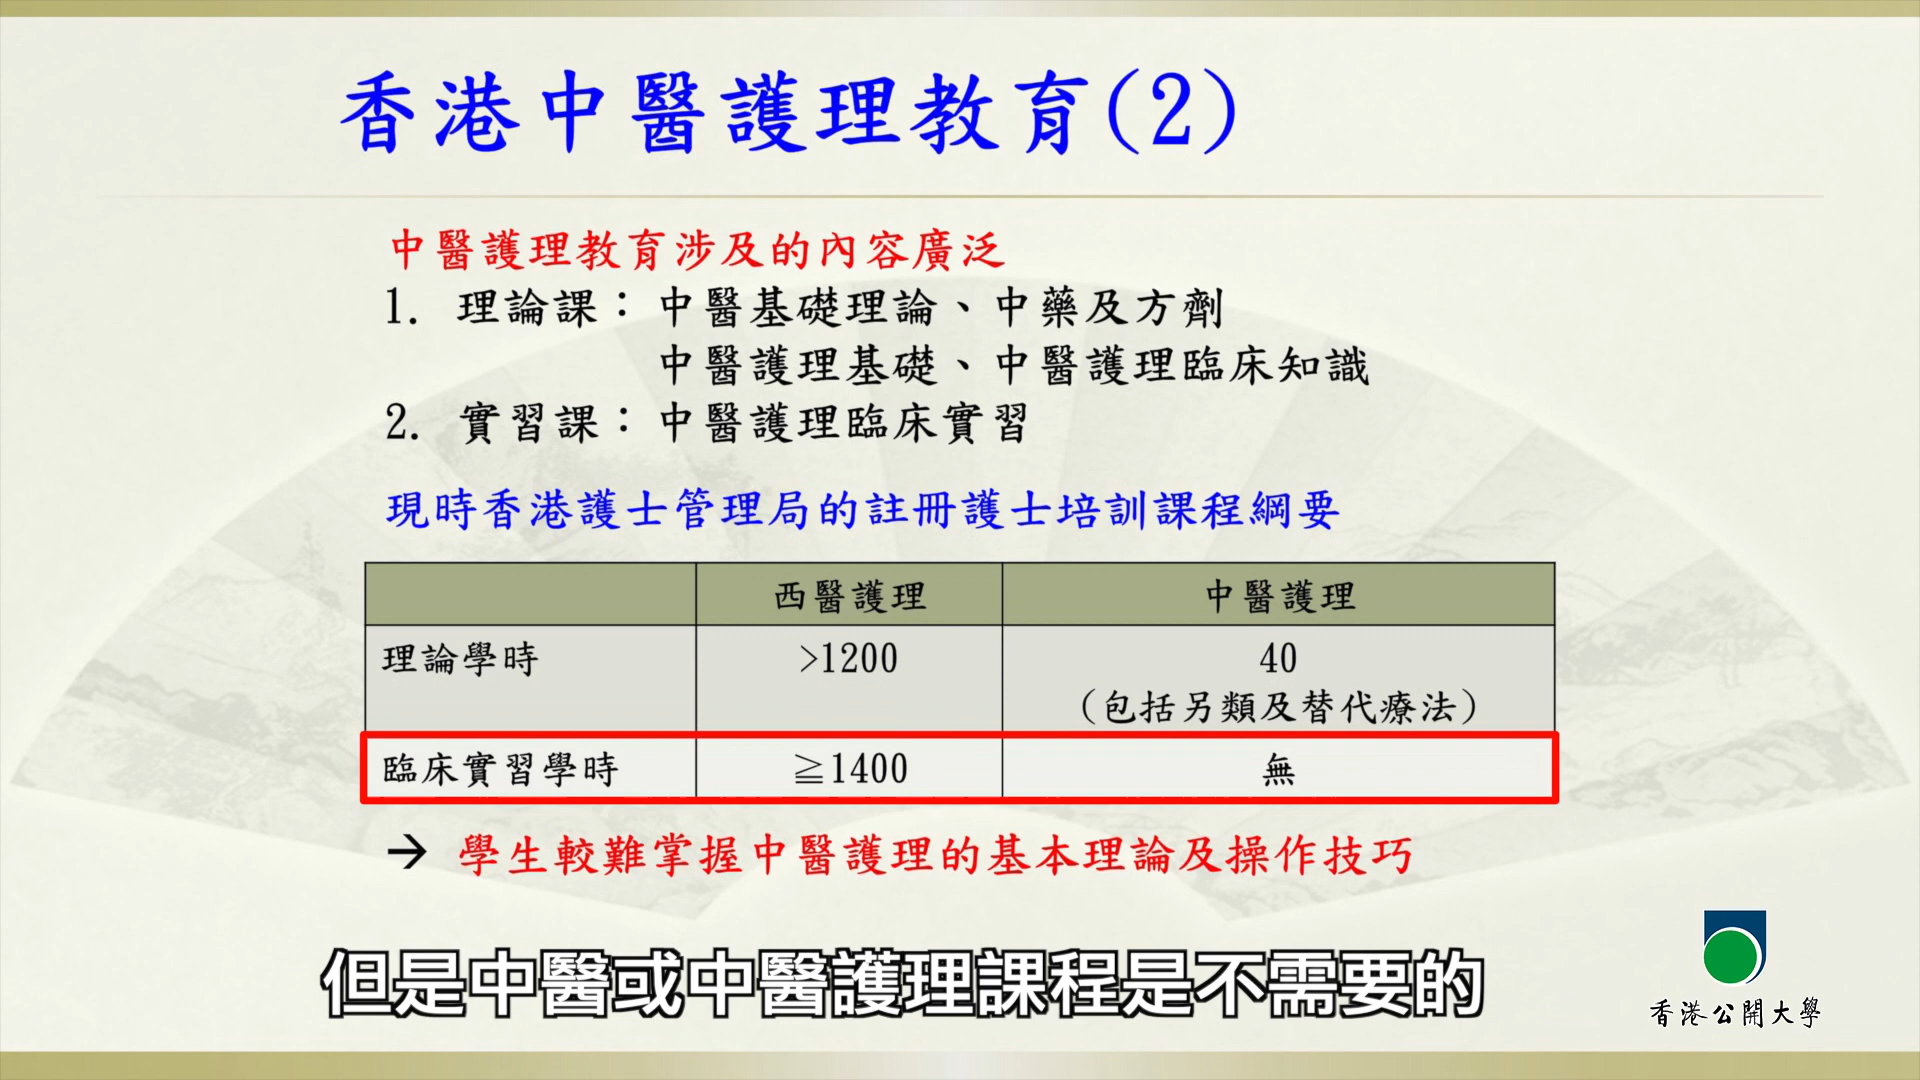 香港中醫護理教育(2)
中醫護理教育涉及的內容廣泛
1. 理論課：中醫基礎理論、中藥及方劑
中醫護理基礎、中醫護理臨床知識
2. 實習課：中醫護理臨床實習
現時香港護士管理局的註冊護士培訓課程綱要
西醫護理 中醫護理
理論學時 >1200 40
(包括另類及替代療法)
臨床實習學時 ≧1400 無
→ 學生較難掌握中醫護理的基本理論及操作技巧
但是中醫或中醫護理課程是不需要的
香港公開大學